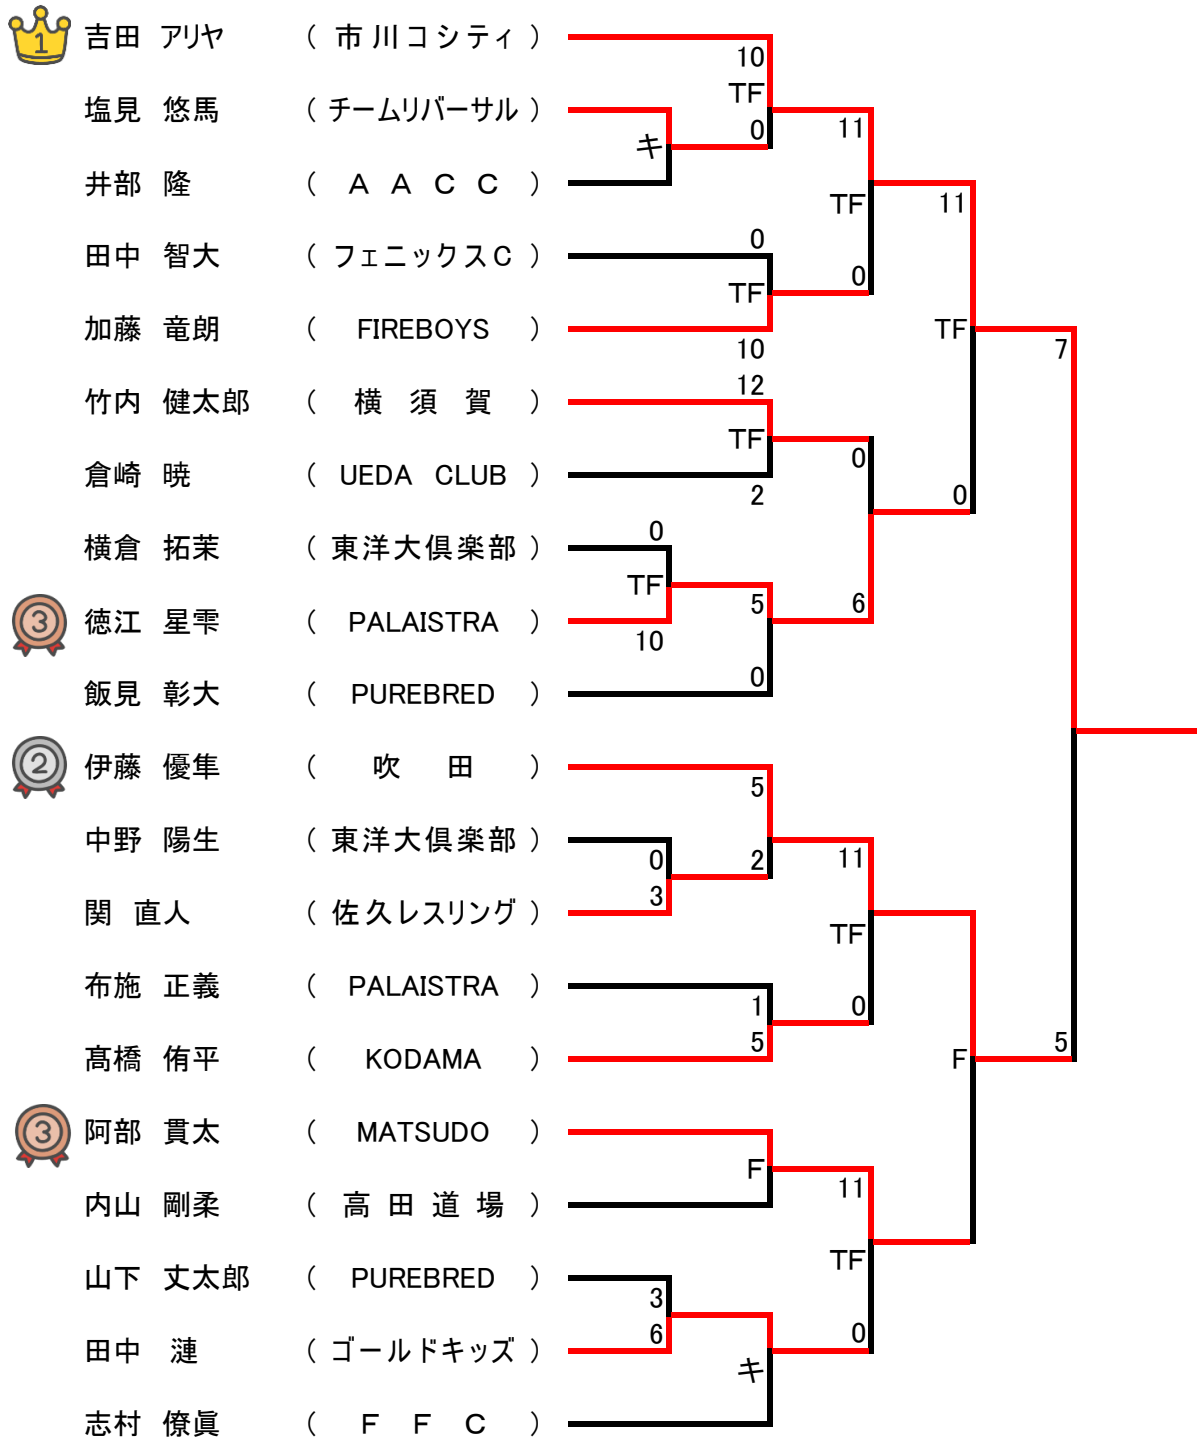 1 吉田 アリヤ ( 市川コシティ )
10
塩見 悠馬 ( チームリバーサル )
TF
キ 0 11
井部 隆 ( A A C C )
TF 11
田中 智大 ( フェニックスC ) 0
TF 0
加藤 竜朗 ( FIREBOYS )
10 TF 7
竹内 健太郎 ( 横須賀 ) 12
TF 0
倉崎 暁 ( UEDA CLUB )
2 0
横倉 拓茉 ( 東洋大倶楽部 ) 0
TF 5 6
3 徳江 星雫 ( PALAISTRA )
10
飯見 彰大 ( PUREBRED ) 0
2 伊藤 優隼 ( 吹田 )
5
中野 陽生 ( 東洋大倶楽部 )
0 2 11
関 直人 ( 佐久レスリング ) 3
TF
布施 正義 ( PALAISTRA )
1 0
髙橋 侑平 ( KODAMA ) 5 F 5
3 阿部 貫太 ( MATSUDO )
F 11
内山 剛柔 ( 高田道場 )
TF
山下 丈太郎 ( PUREBRED )
3
田中 漣 ( ゴールドキッズ ) 6 0
キ
志村 僚眞 ( F F C )